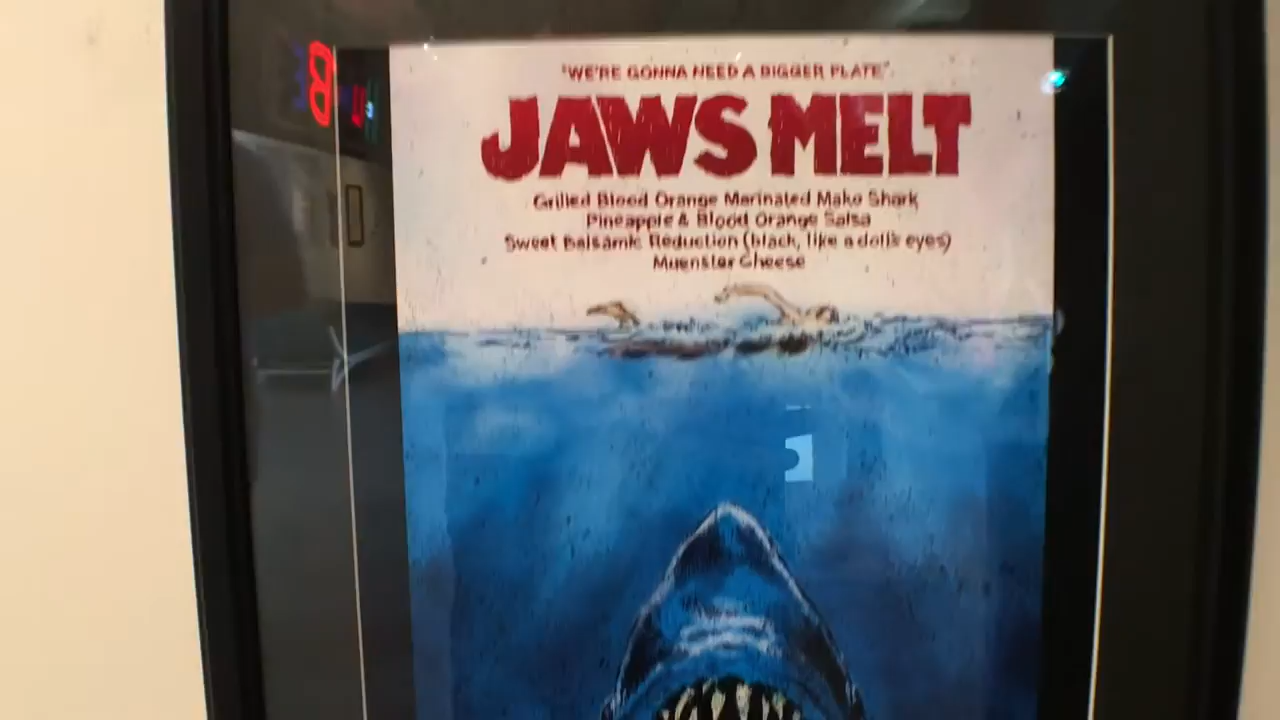 "WE'RE GONNA NEED A BIGGER PLATE".
JAWS MELT
Grilled Blood Orange Marinated Mako Shark
Pineapple & Blood Orange Salsa
Sweet Balsamic Reduction (black, like a doll's eyes)
Muenster Cheese